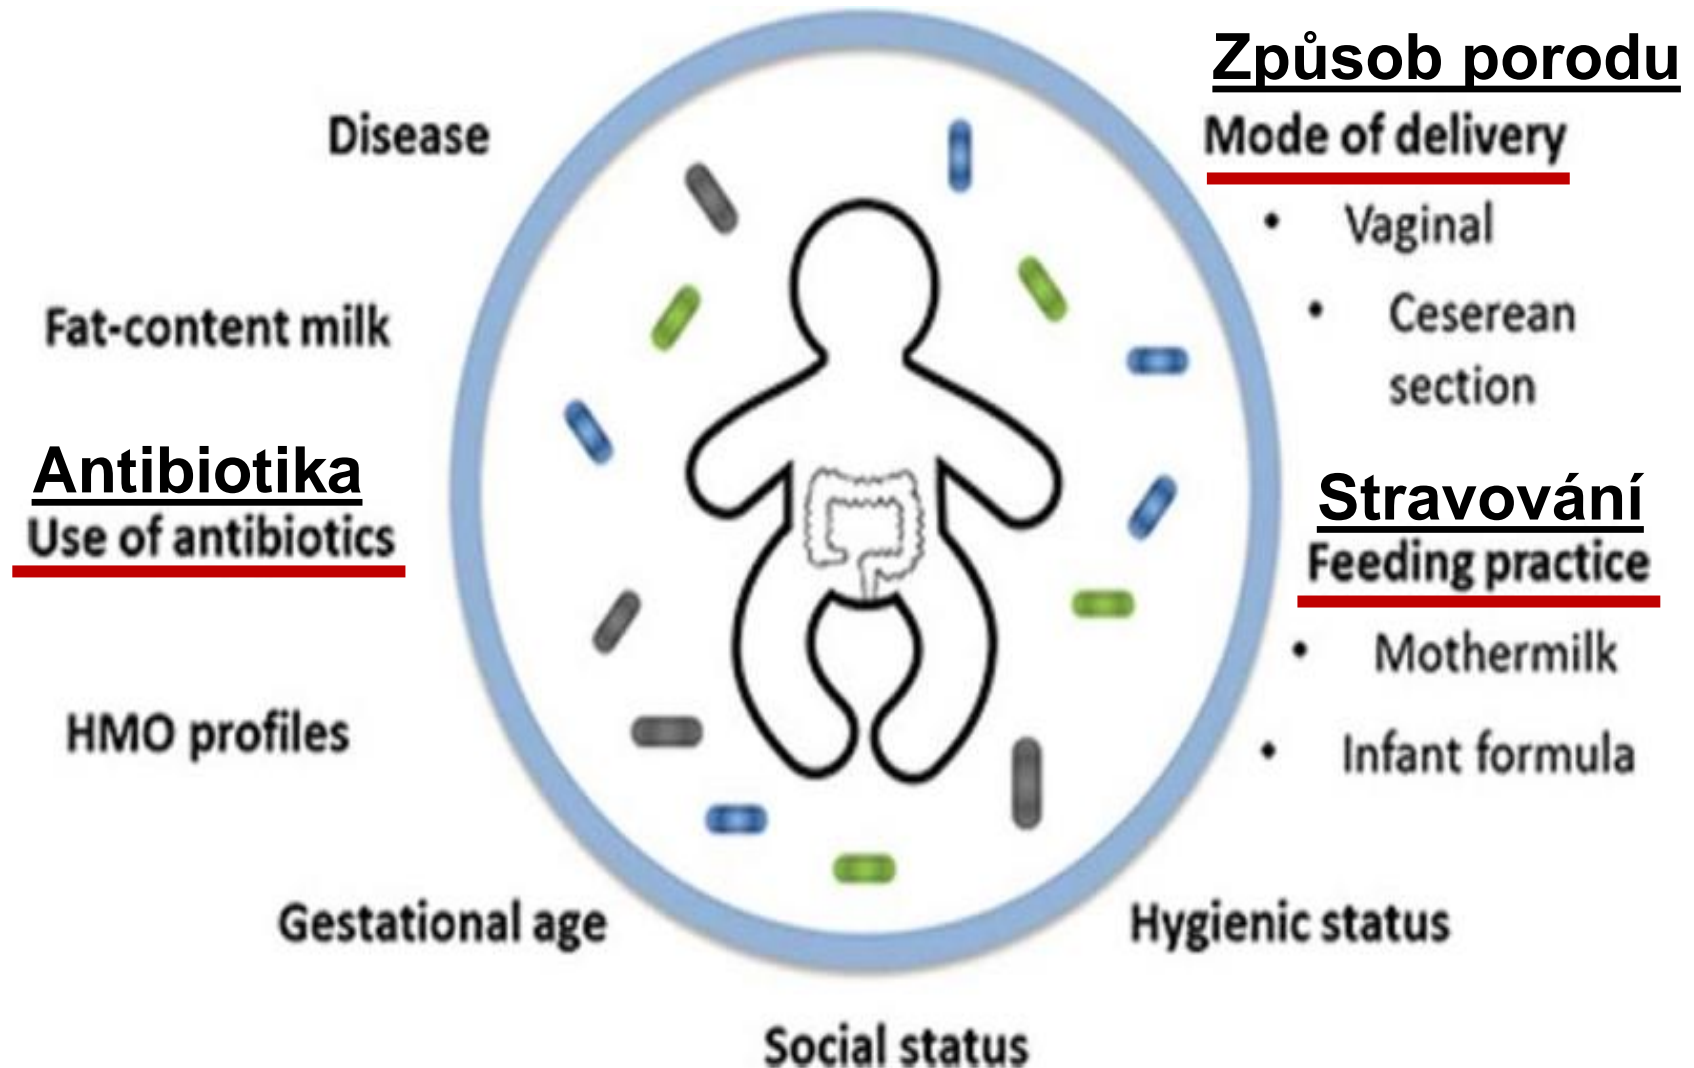 Způsob porodu
Mode of delivery
• Vaginal
• Ceserean
section
Stravování
Feeding practice
• Mothermilk
• Infant formula
Hygienic status
Social status
Gestational age
HMO profiles
Antibiotika
Use of antibiotics
Fat-content milk
Disease